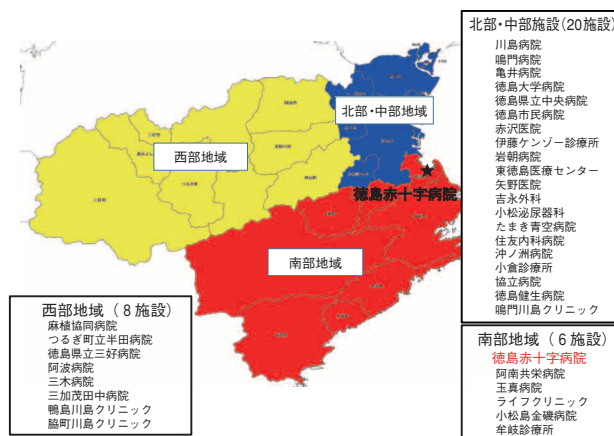 北部・中部施設(20施設)
川島病院
鳴門病院
亀井病院
徳島大学病院
徳島県立中央病院
徳島市民病院
赤沢医院
伊藤ケンゾー診療所
岩朝病院
東徳島医療センター
矢野医院
吉永外科
小松泌尿器科
たまき青空病院
住友内科病院
沖ノ洲病院
小倉診療所
協立病院
徳島健生病院
鳴門川島クリニック
北部・中部地域
西部地域
徳島赤十字病院
南部地域
西部地域（8施設）
麻植協同病院
つるぎ町立半田病院
徳島県立三好病院
阿波病院
三木病院
三加茂田中病院
鴨島川島クリニック
脇町川島クリニック
南部地域（6施設）
徳島赤十字病院
阿南共栄病院
玉真病院
ライフクリニック
小松島金磯病院
牟岐診療所